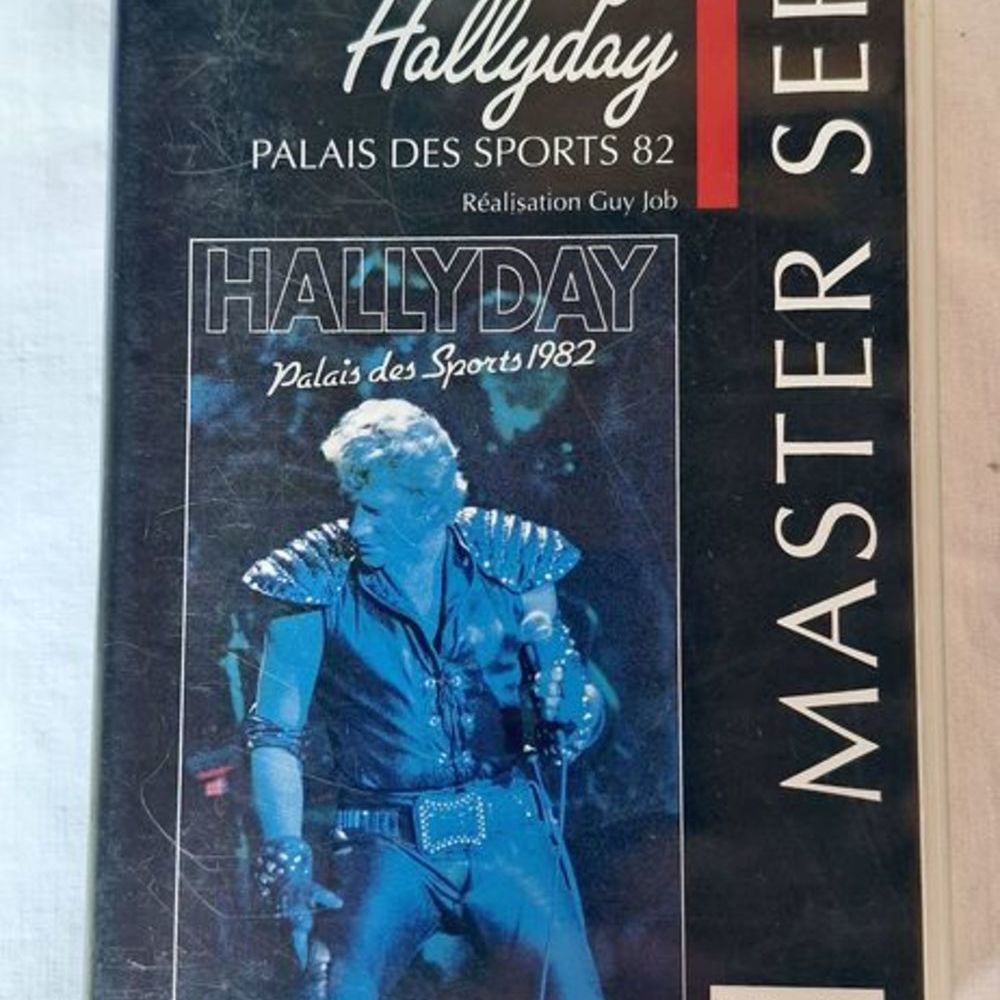 Hallyday
PALAIS DES SPORTS 82
Réalisation Guy Job
HALLYDAY
Palais des Sports 1982
MASTER